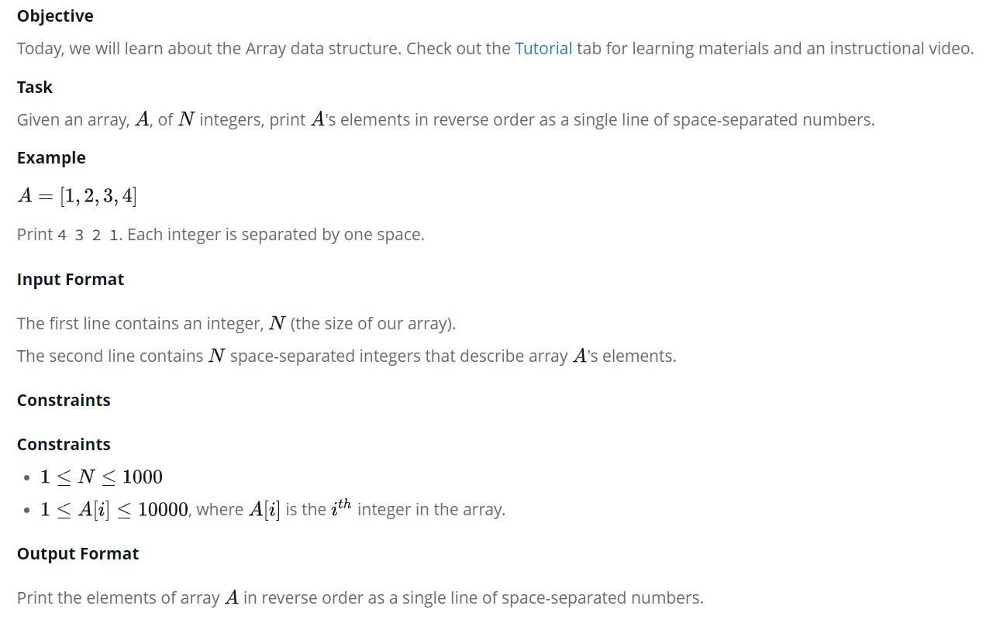 Objective
Today, we will learn about the Array data structure. Check out the Tutorial tab for learning materials and an instructional video.
Task
Given an array, A, of N integers, print A's elements in reverse order as a single line of space-separated numbers.
Example
A = [1, 2, 3, 4]
Print 4 3 2 1. Each integer is separated by one space.
Input Format
The first line contains an integer, N (the size of our array).
The second line contains N space-separated integers that describe array A's elements.
Constraints
Constraints
• 1 ≤ N ≤ 1000
• 1 ≤ A[i] ≤ 10000, where A[i] is the iᵗʰ integer in the array.
Output Format
Print the elements of array A in reverse order as a single line of space-separated numbers.